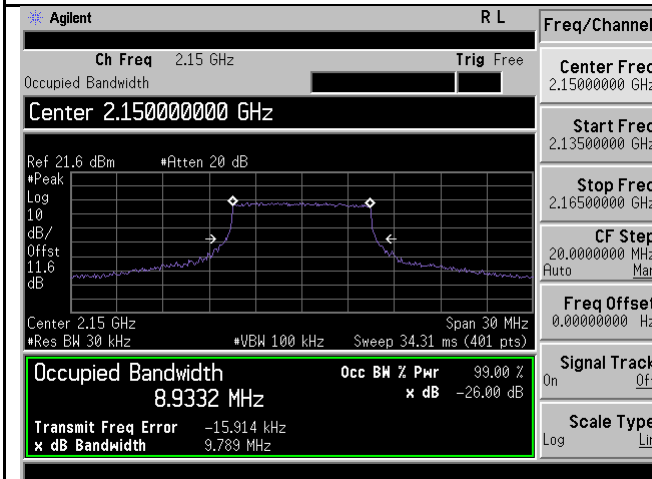 Agilent R L
Ch Freq 2.15 GHz Trig Free
Occupied Bandwidth
Center 2.150000000 GHz
Ref 21.6 dBm #Atten 20 dB
#Peak
Log
10
dB/
Offst
11.6
dB
Center 2.15 GHz Span 30 MHz
#Res BW 30 kHz #VBW 100 kHz Sweep 34.31 ms (401 pts)
Occupied Bandwidth Occ BW % Pwr 99.00 %
8.9332 MHz x dB -26.00 dB
Transmit Freq Error -15.914 kHz
x dB Bandwidth 9.789 MHz
Freq/Channel
Center Freq
2.15000000 GHz
Start Freq
2.13500000 GHz
Stop Freq
2.16500000 GHz
CF Step
20.0000000 MHz
Auto Man
Freq Offset
0.00000000 Hz
Signal Track
On Off
Scale Type
Log Lin